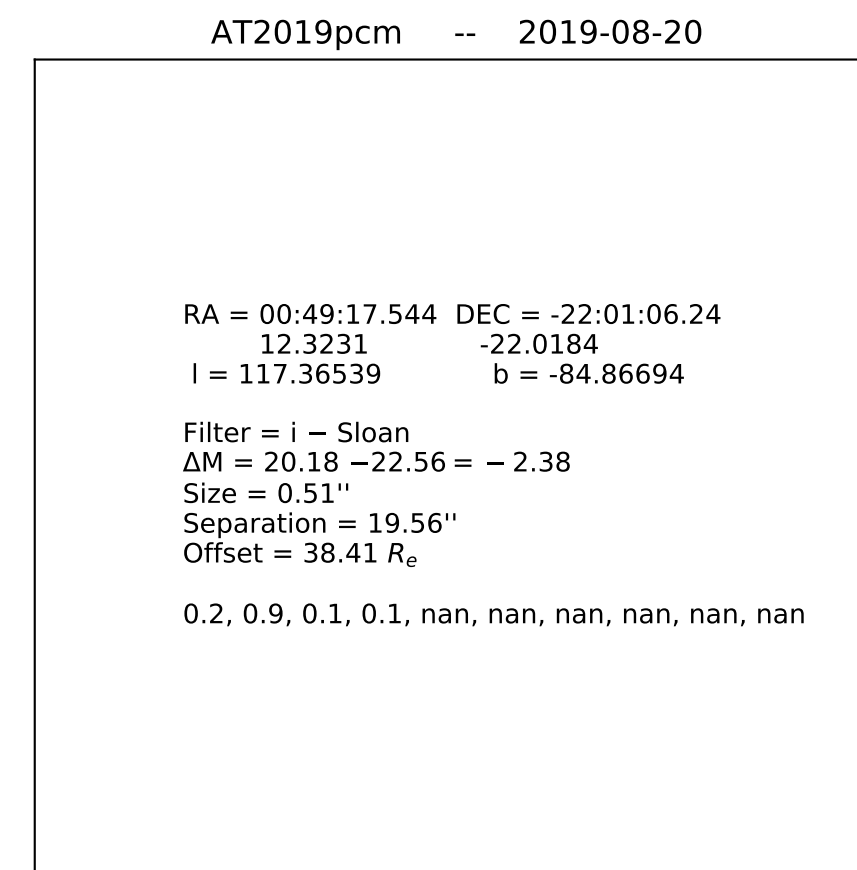 AT2019pcm -- 2019-08-20
RA = 00:49:17.544 DEC = -22:01:06.24
12.3231 -22.0184
l = 117.36539 b = -84.86694
Filter = i − Sloan
ΔM = 20.18 −22.56 = − 2.38
Size = 0.51''
Separation = 19.56''
Offset = 38.41 Rₑ
0.2, 0.9, 0.1, 0.1, nan, nan, nan, nan, nan, nan